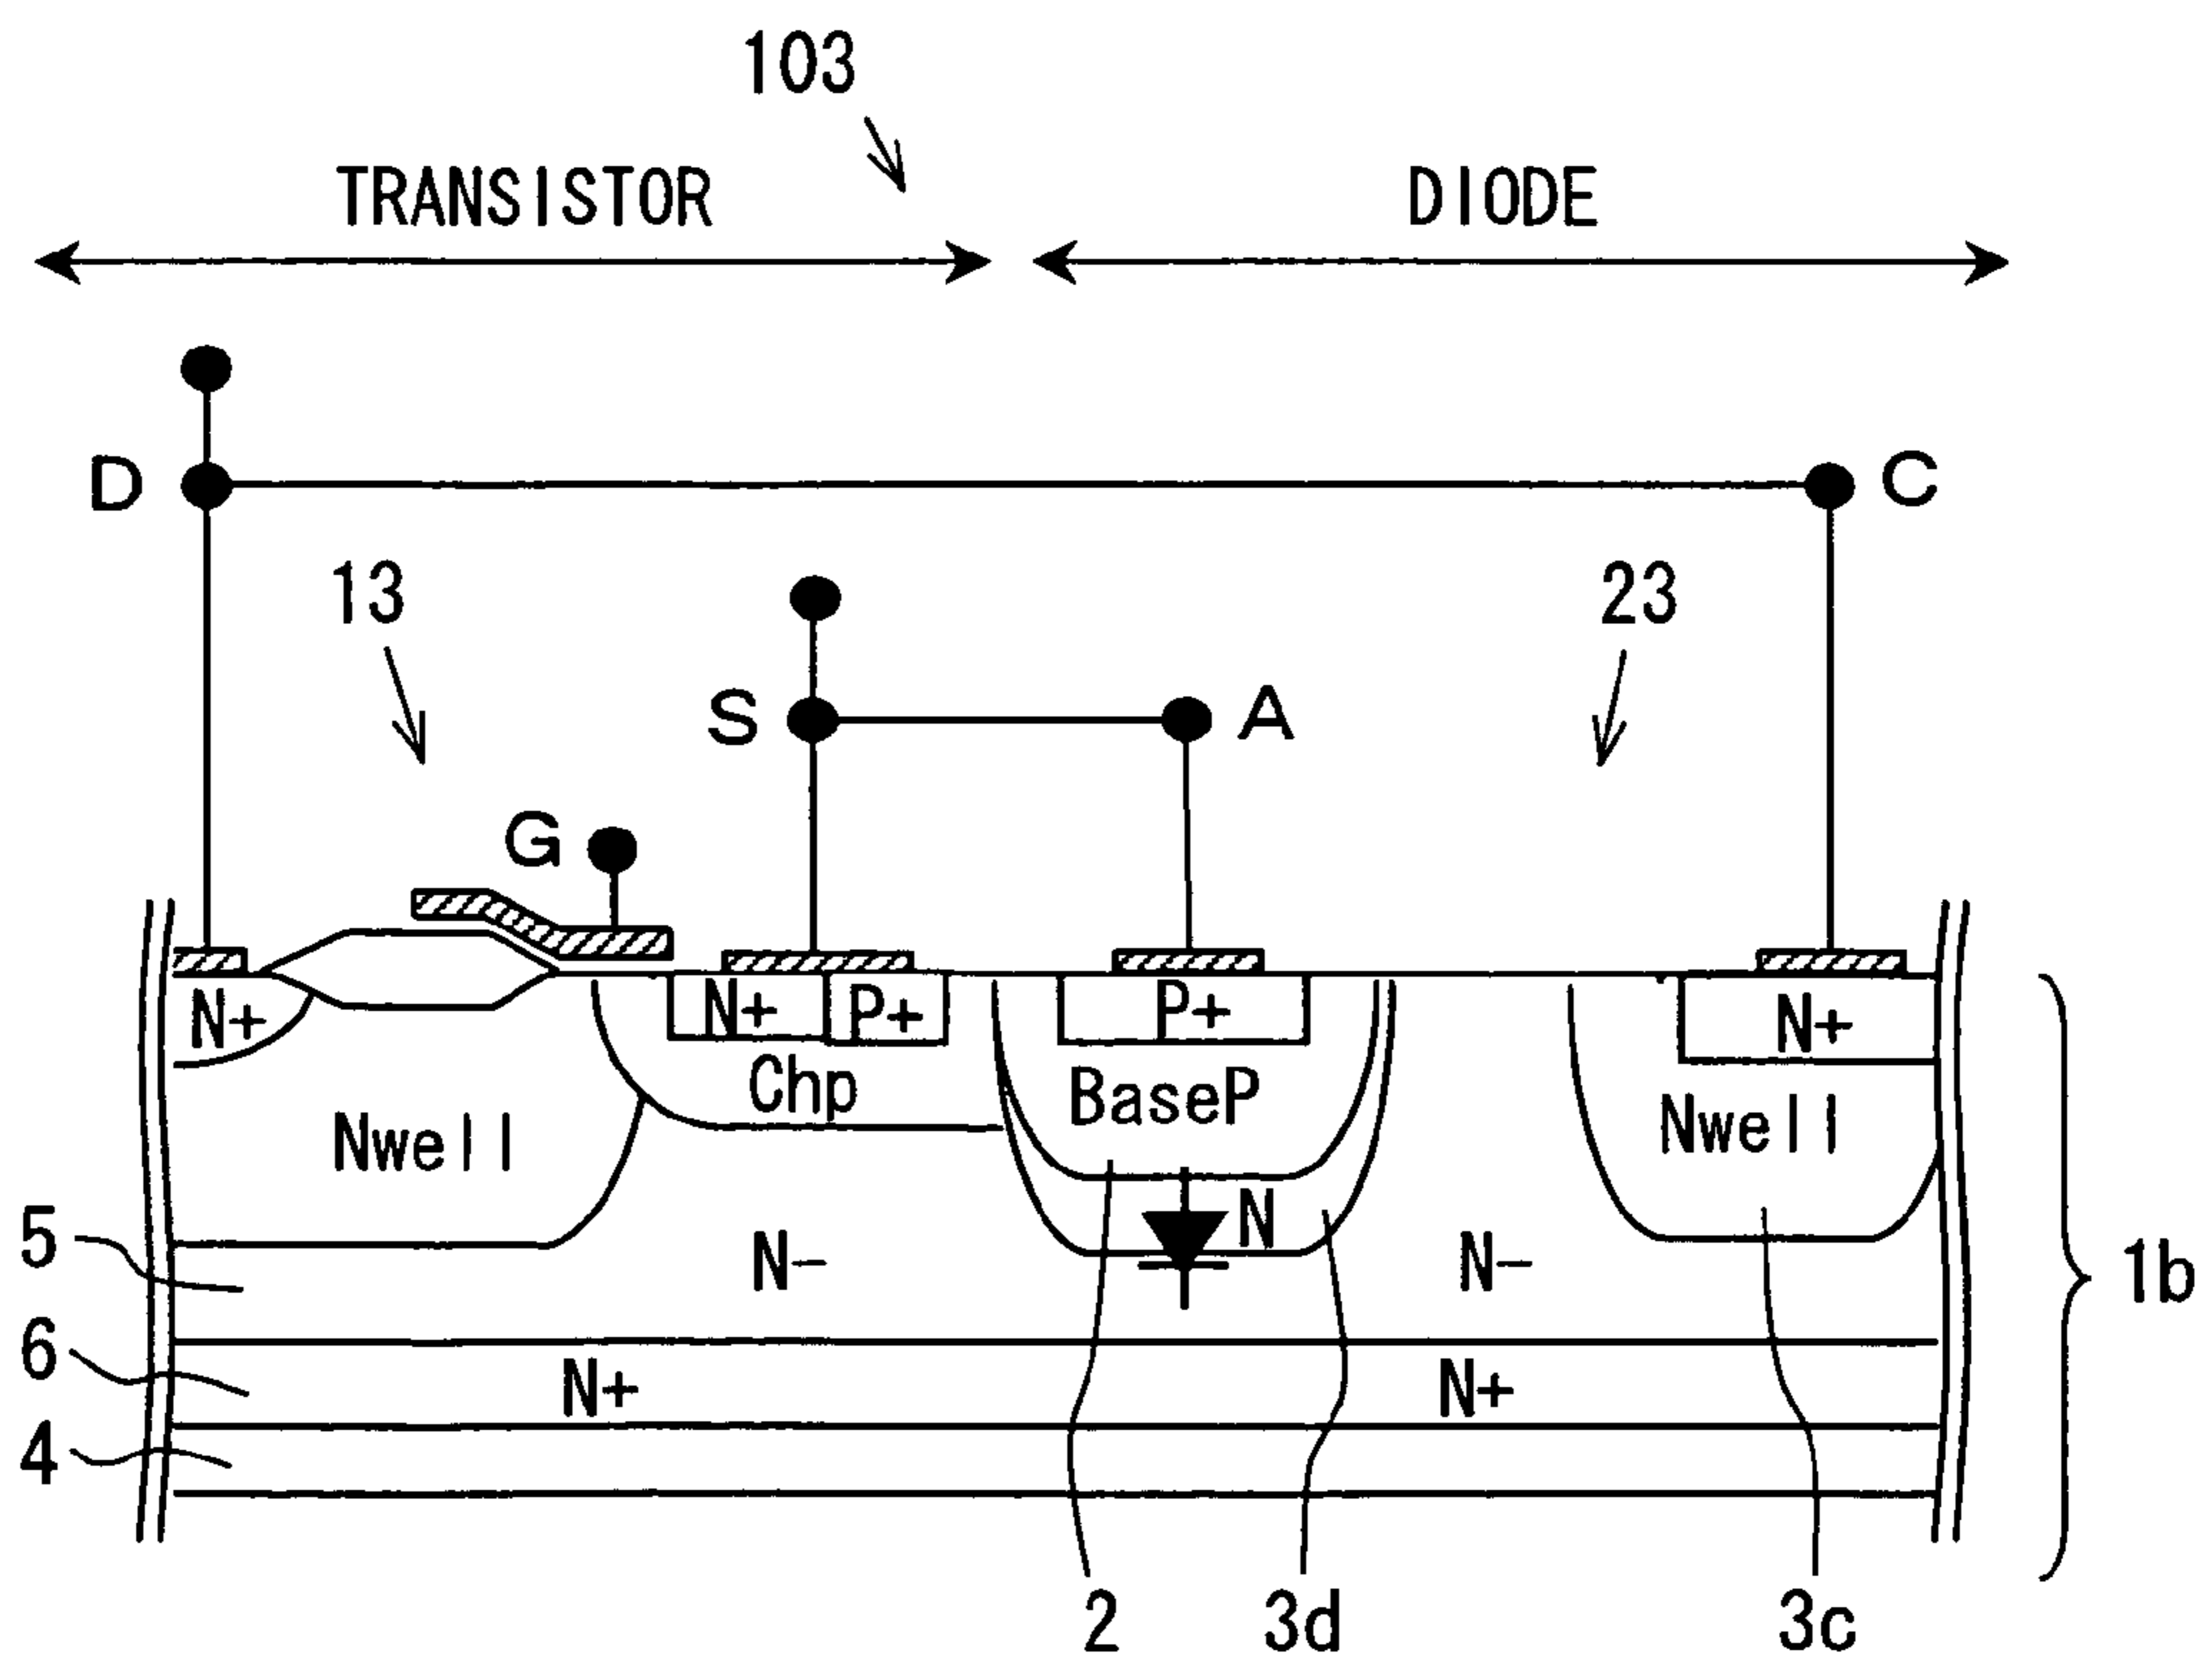 103
TRANSISTOR DIODE
D C
13 23
S A
G
N+ N+ P+ P+ N+
Chp BaseP
Nwell Nwell
5 N- N N- 1b
6 N+ N+
4
2 3d 3c